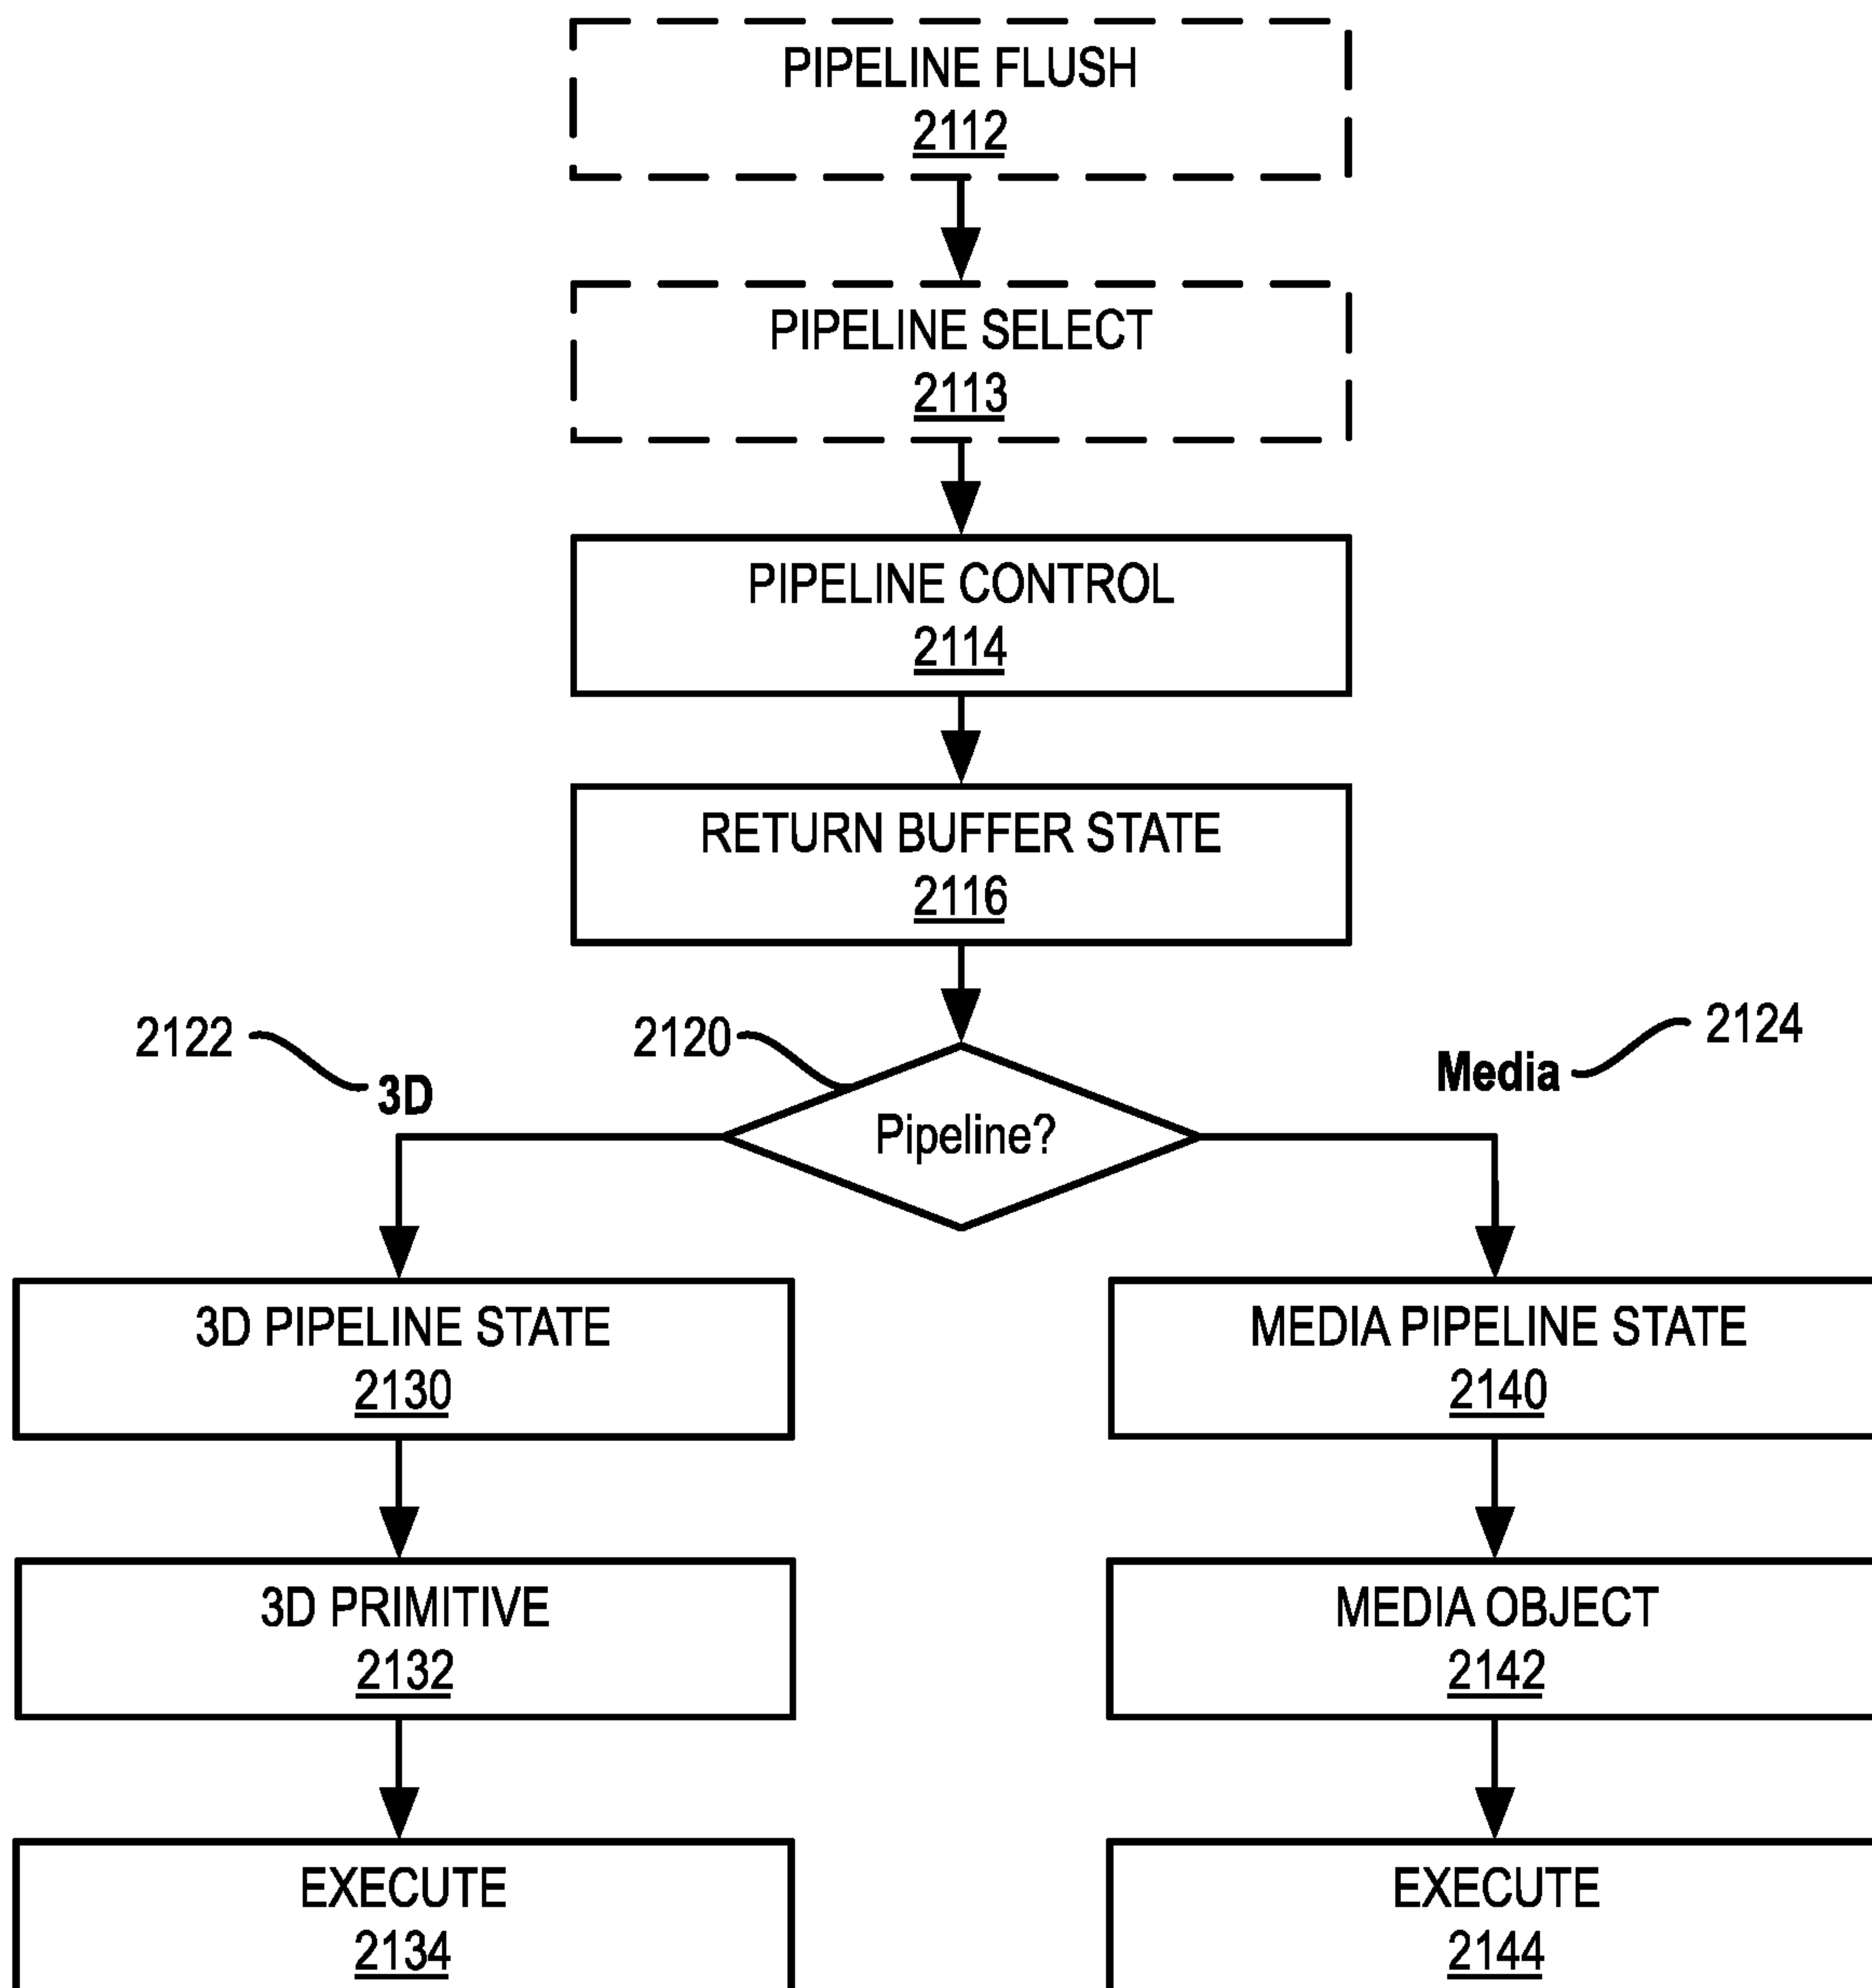 PIPELINE FLUSH
2112
PIPELINE SELECT
2113
PIPELINE CONTROL
2114
RETURN BUFFER STATE
2116
2122
2120
2124
3D
Media
Pipeline?
3D PIPELINE STATE
2130
MEDIA PIPELINE STATE
2140
3D PRIMITIVE
2132
MEDIA OBJECT
2142
EXECUTE
2134
EXECUTE
2144